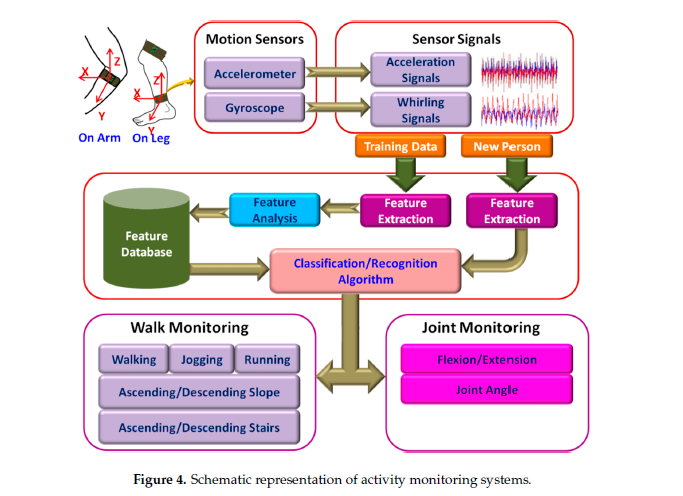 Motion Sensors
Sensor Signals
Accelerometer
Acceleration
Signals
Gyroscope
Whirling
Signals
X
Z
Y
X
Z
Y
On Arm
On Leg
Training Data
New Person
Feature
Database
Feature
Analysis
Feature
Extraction
Feature
Extraction
Classification/Recognition
Algorithm
Walk Monitoring
Walking
Jogging
Running
Ascending/Descending Slope
Ascending/Descending Stairs
Joint Monitoring
Flexion/Extension
Joint Angle
Figure 4. Schematic representation of activity monitoring systems.